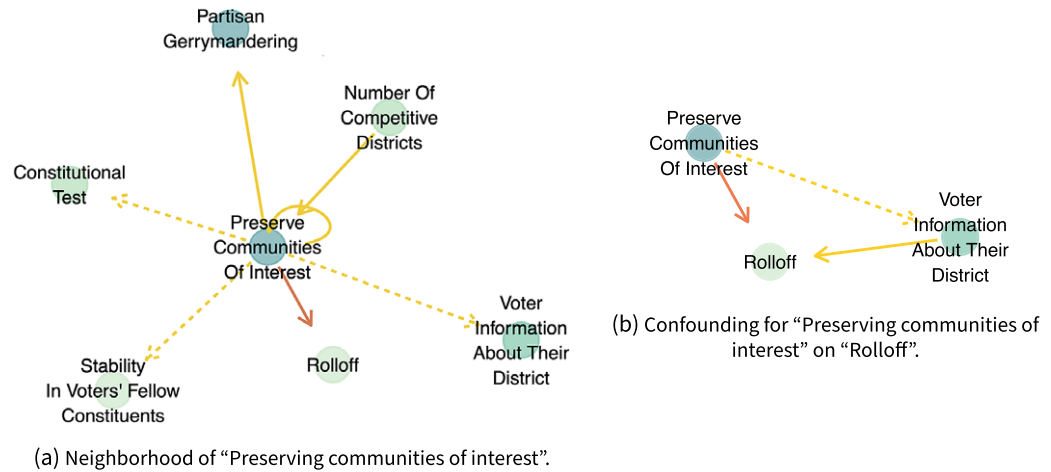 Partisan
Gerrymandering
Number Of
Competitive
Districts
Constitutional
Test
Preserve
Communities
Of Interest
Voter
Information
About Their
District
Rolloff
Stability
In Voters' Fellow
Constituents
(a) Neighborhood of “Preserving communities of interest”.
Preserve
Communities
Of Interest
Voter
Information
About Their
District
Rolloff
(b) Confounding for “Preserving communities of
interest” on “Rolloff”.